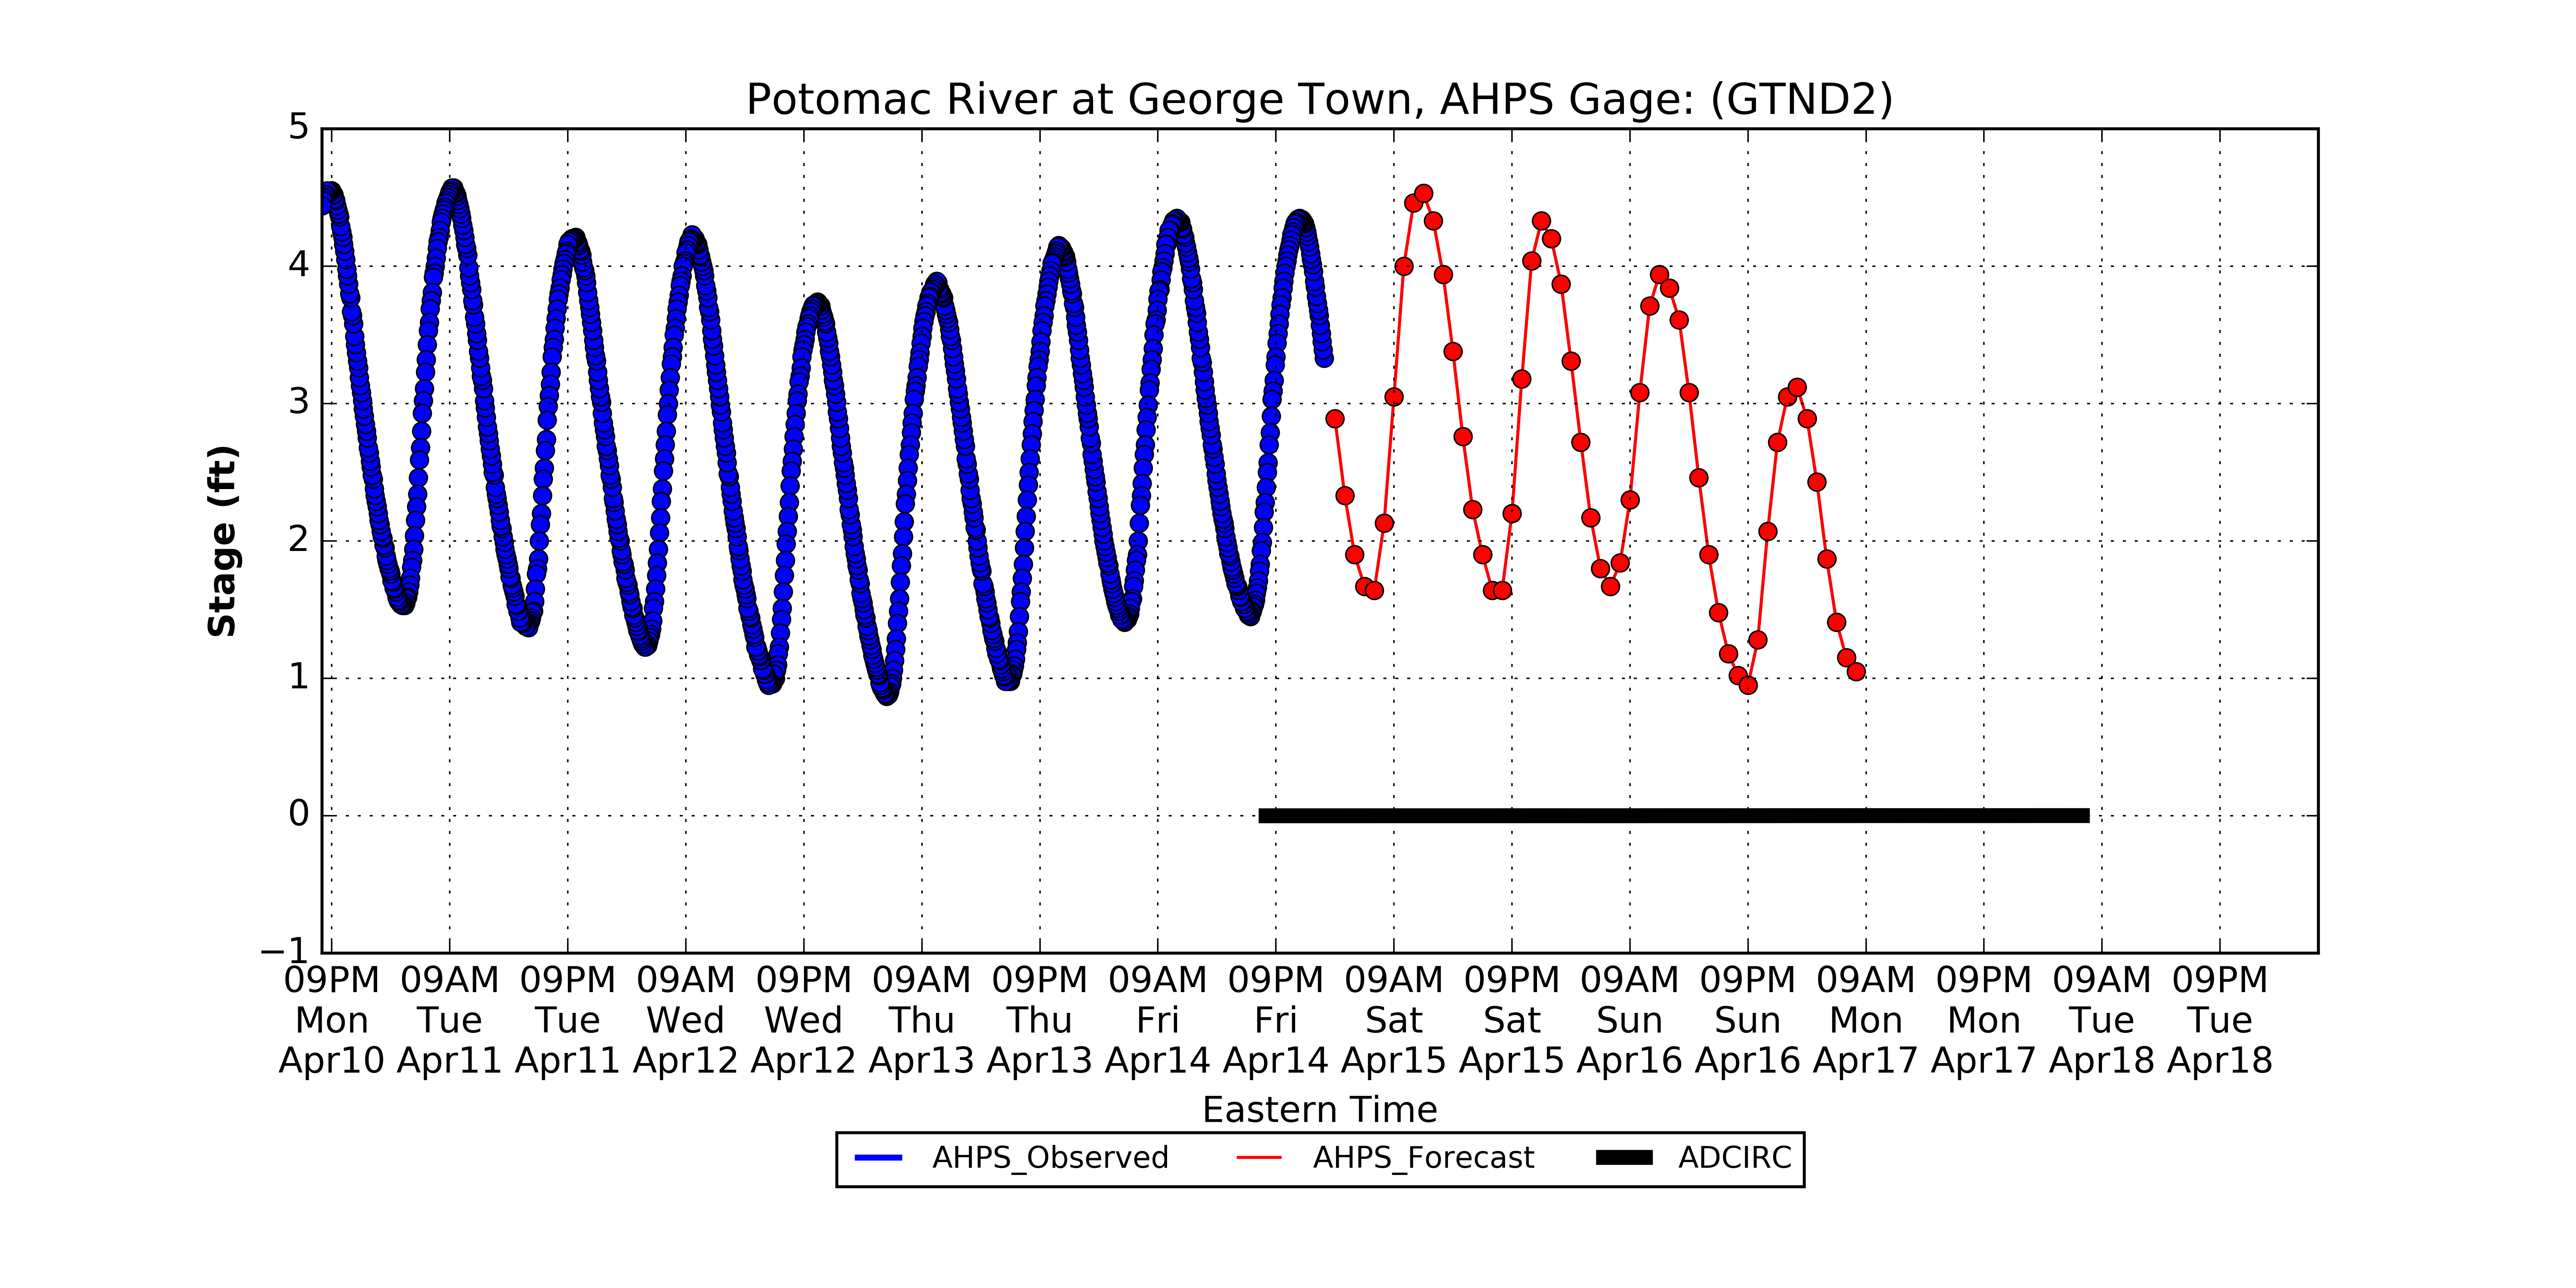 Potomac River at George Town, AHPS Gage: (GTND2)
5
4
3
2
1
0
−1
Stage (ft)
09PM 09AM 09PM 09AM 09PM 09AM 09PM 09AM 09PM 09AM 09PM 09AM 09PM 09AM 09PM 09AM 09PM
Mon Tue Tue Wed Wed Thu Thu Fri Fri Sat Sat Sun Sun Mon Mon Tue Tue
Apr10 Apr11 Apr11 Apr12 Apr12 Apr13 Apr13 Apr14 Apr14 Apr15 Apr15 Apr16 Apr16 Apr17 Apr17 Apr18 Apr18
Eastern Time
AHPS_Observed AHPS_Forecast ADCIRC